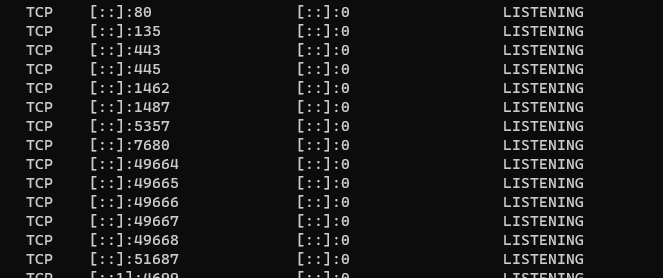 TCP [::]:80 [::]:0 LISTENING
TCP [::]:135 [::]:0 LISTENING
TCP [::]:443 [::]:0 LISTENING
TCP [::]:445 [::]:0 LISTENING
TCP [::]:1462 [::]:0 LISTENING
TCP [::]:1487 [::]:0 LISTENING
TCP [::]:5357 [::]:0 LISTENING
TCP [::]:7680 [::]:0 LISTENING
TCP [::]:49664 [::]:0 LISTENING
TCP [::]:49665 [::]:0 LISTENING
TCP [::]:49666 [::]:0 LISTENING
TCP [::]:49667 [::]:0 LISTENING
TCP [::]:49668 [::]:0 LISTENING
TCP [::]:51687 [::]:0 LISTENING
TCP [::]:0 LISTENING